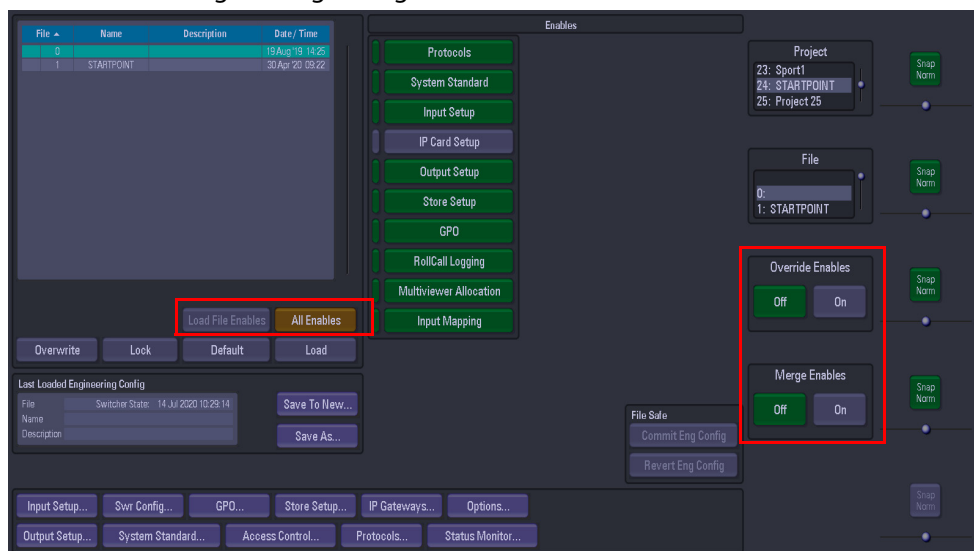 File Name Description Date/ Time
0 19 Aug '19 14:25
1 STARTPOINT 30 Apr '20 09:22
Load File Enables All Enables
Overwrite Lock Default Load
Last Loaded Engineering Config
File Switcher State: 14 Jul 2020 10:29:14
Name
Description
Save To New...
Save As...
Enables
Protocols
System Standard
Input Setup
IP Card Setup
Output Setup
Store Setup
GPO
RollCall Logging
Multiviewer Allocation
Input Mapping
File Safe
Commit Eng Config
Revert Eng Config
Project
23: Sport1
24: STARTPOINT
25: Project 25
File
0:
1: STARTPOINT
Override Enables
Off On
Merge Enables
Off On
Snap
Norm
Snap
Norm
Snap
Norm
Snap
Norm
Snap
Norm
Input Setup... Swr Config... GPO... Store Setup... IP Gateways... Options...
Output Setup... System Standard... Access Control... Protocols... Status Monitor...